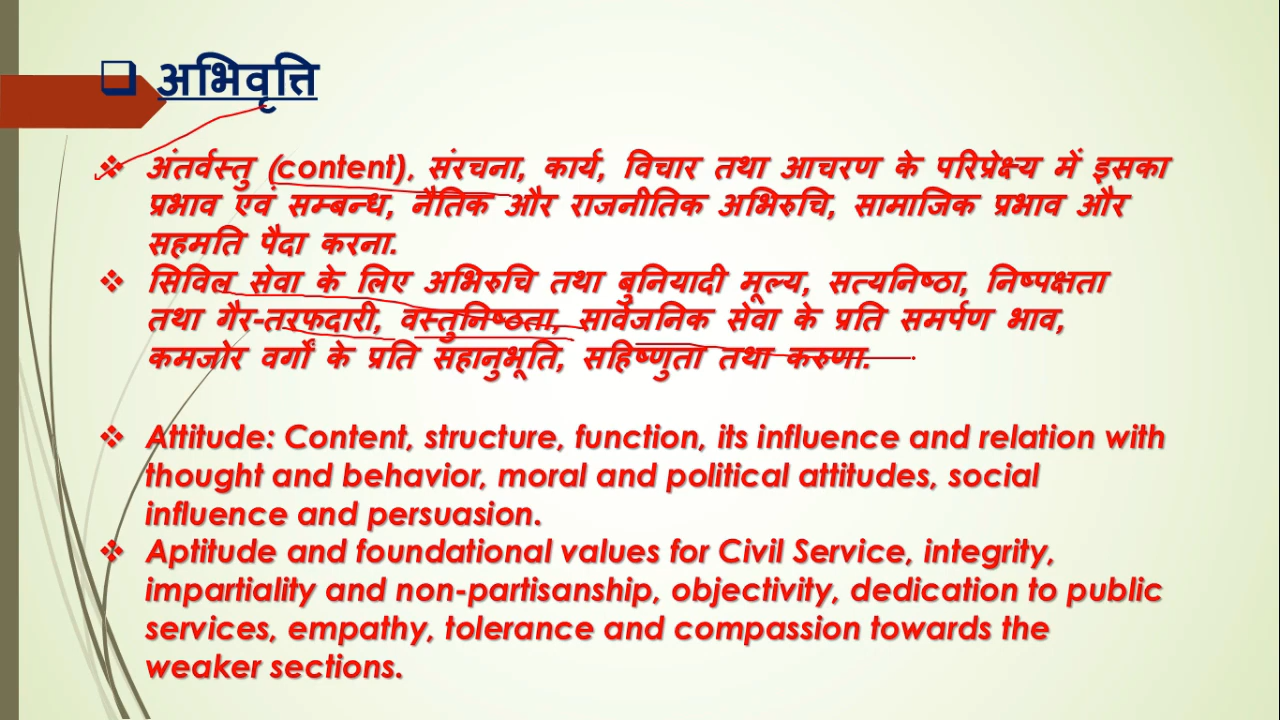 अभिवृत्ति
अंतर्वस्तु (content), संरचना, कार्य, विचार तथा आचरण के परिप्रेक्ष्य में इसका
प्रभाव एवं सम्बन्ध, नैतिक और राजनीतिक अभिरुचि, सामाजिक प्रभाव और
सहमति पैदा करना.
सिविल सेवा के लिए अभिरुचि तथा बुनियादी मूल्य, सत्यनिष्ठा, निष्पक्षता
तथा गैर-तरफदारी, वस्तुनिष्ठता, सार्वजनिक सेवा के प्रति समर्पण भाव,
कमजोर वर्गों के प्रति सहानुभूति, सहिष्णुता तथा करुणा.
Attitude: Content, structure, function, its influence and relation with
thought and behavior, moral and political attitudes, social
influence and persuasion.
Aptitude and foundational values for Civil Service, integrity,
impartiality and non-partisanship, objectivity, dedication to public
services, empathy, tolerance and compassion towards the
weaker sections.